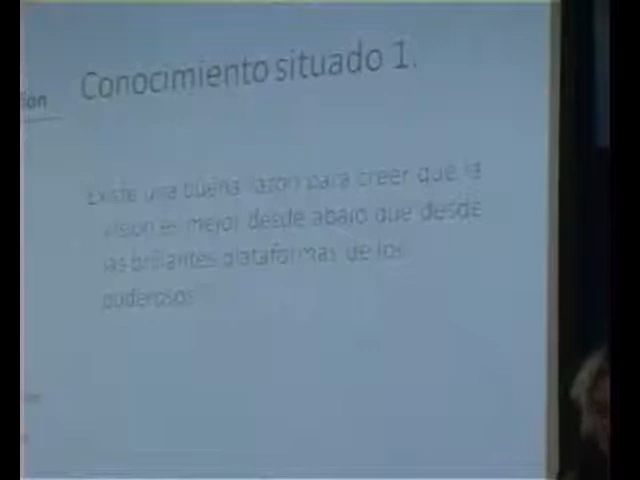 Conocimiento situado 1.
Existe una buena razón para creer que la
visión es mejor desde abajo que desde
las brillantes plataformas de los
poderosos